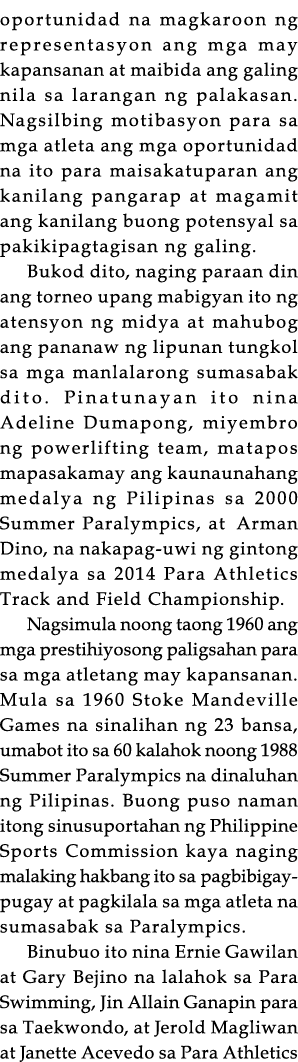 oportunidad na magkaroon ng
representasyon ang mga may
kapansanan at maibida ang galing
nila sa larangan ng palakasan.
Nagsilbing motibasyon para sa
mga atleta ang mga oportunidad
na ito para maisakatuparan ang
kanilang pangarap at magamit
ang kanilang buong potensyal sa
pakikipagtagisan ng galing.
Bukod dito, naging paraan din
ang torneo upang mabigyan ito ng
atensyon ng midya at mahubog
ang pananaw ng lipunan tungkol
sa mga manlalarong sumasabak
dito. Pinatunayan ito nina
Adeline Dumapong, miyembro
ng powerlifting team, matapos
mapasakamay ang kaunaunahang
medalya ng Pilipinas sa 2000
Summer Paralympics, at Arman
Dino, na nakapag-uwi ng gintong
medalya sa 2014 Para Athletics
Track and Field Championship.
Nagsimula noong taong 1960 ang
mga prestihiyosong paligsahan para
sa mga atletang may kapansanan.
Mula sa 1960 Stoke Mandeville
Games na sinalihan ng 23 bansa,
umabot ito sa 60 kalahok noong 1988
Summer Paralympics na dinaluhan
ng Pilipinas. Buong puso naman
itong sinusuportahan ng Philippine
Sports Commission kaya naging
malaking hakbang ito sa pagbibigay-
pugay at pagkilala sa mga atleta na
sumasabak sa Paralympics.
Binubuo ito nina Ernie Gawilan
at Gary Bejino na lalahok sa Para
Swimming, Jin Allain Ganapin para
sa Taekwondo, at Jerold Magliwan
at Janette Acevedo sa Para Athletics